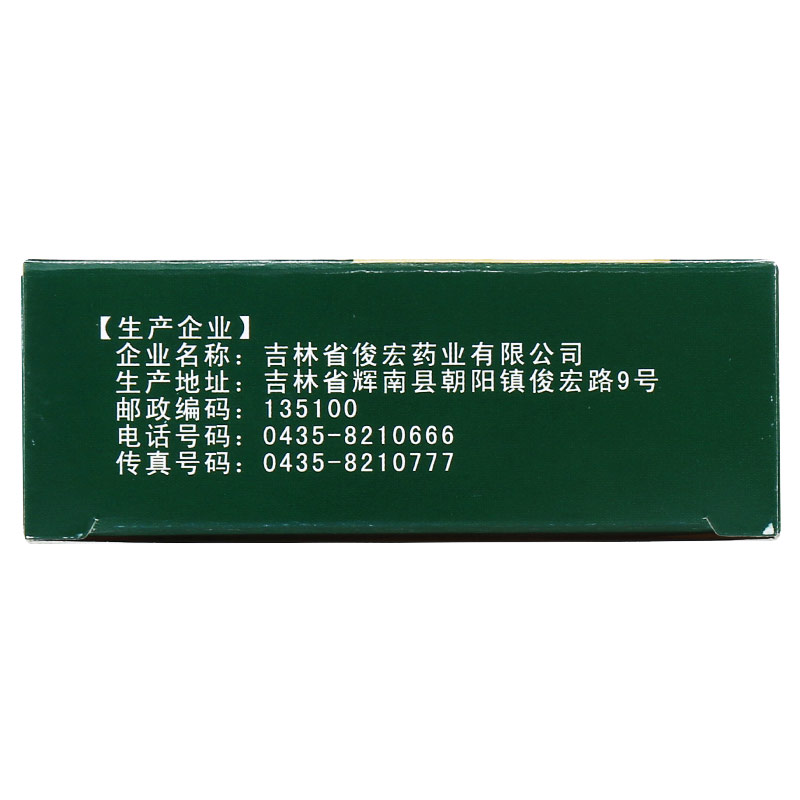 【生产企业】
企业名称：吉林省俊宏药业有限公司
生产地址：吉林省辉南县朝阳镇俊宏路9号
邮政编码：135100
电话号码：0435-8210666
传真号码：0435-8210777